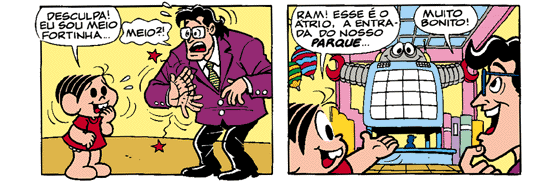 DESCULPA!
EU SOU MEIO
FORTINHA...
MEIO?!
RAM! ESSE É O
ÁTRIO, A ENTRA-
DA DO NOSSO
PARQUE...
MUITO
BONITO!